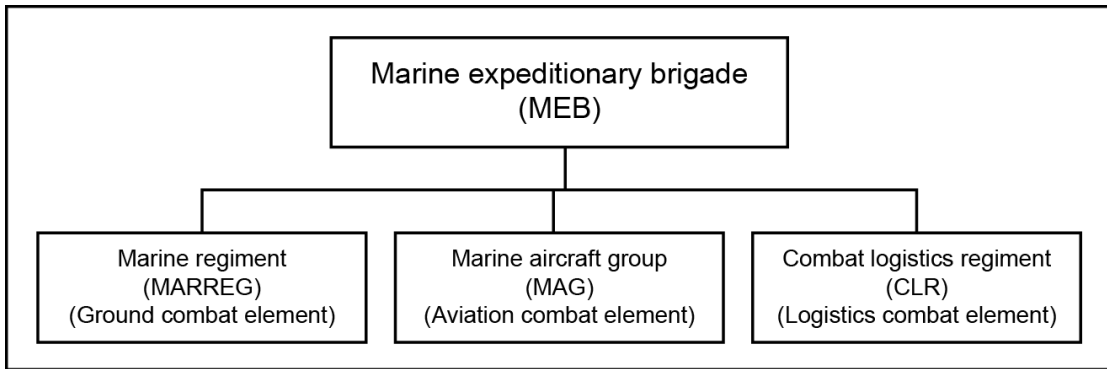 Marine expeditionary brigade
(MEB)
Marine regiment
(MARREG)
(Ground combat element)
Marine aircraft group
(MAG)
(Aviation combat element)
Combat logistics regiment
(CLR)
(Logistics combat element)